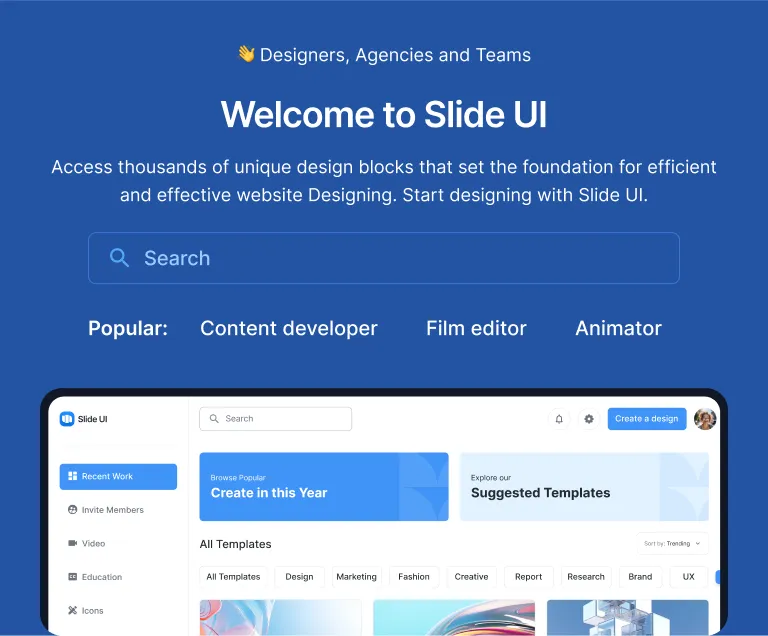 👋 Designers, Agencies and Teams
Welcome to Slide UI
Access thousands of unique design blocks that set the foundation for efficient
and effective website Designing. Start designing with Slide UI.
Search
Popular: Content developer Film editor Animator
Slide UI
Search
Create a design
Recent Work
Invite Members
Video
Education
Icons
Browse Popular
Create in this Year
Explore our
Suggested Templates
All Templates
Sort by: Trending
All Templates Design Marketing Fashion Creative Report Research Brand UX